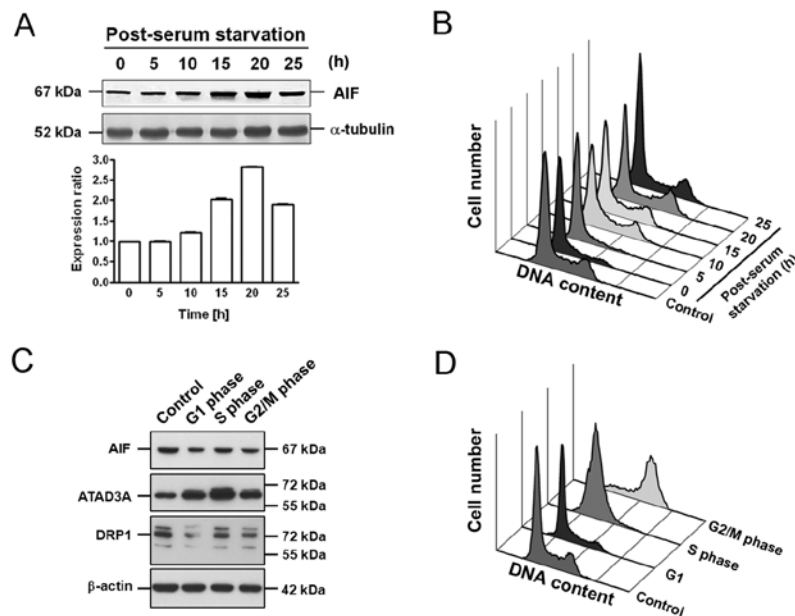 A
Post-serum starvation
0 5 10 15 20 25 (h)
67 kDa AIF
52 kDa α-tubulin
Expression ratio
3.0
2.5
2.0
1.5
1.0
0.5
0.0
0 5 10 15 20 25
Time [h]
B
Cell number
DNA content
Control 0 5 10 15 20 25
Post-serum
starvation (h)
C
Control G1 phase S phase G2/M phase
AIF 67 kDa
ATAD3A 72 kDa
55 kDa
DRP1 72 kDa
55 kDa
β-actin 42 kDa
D
Cell number
DNA content
G2/M phase
S phase
G1
Control